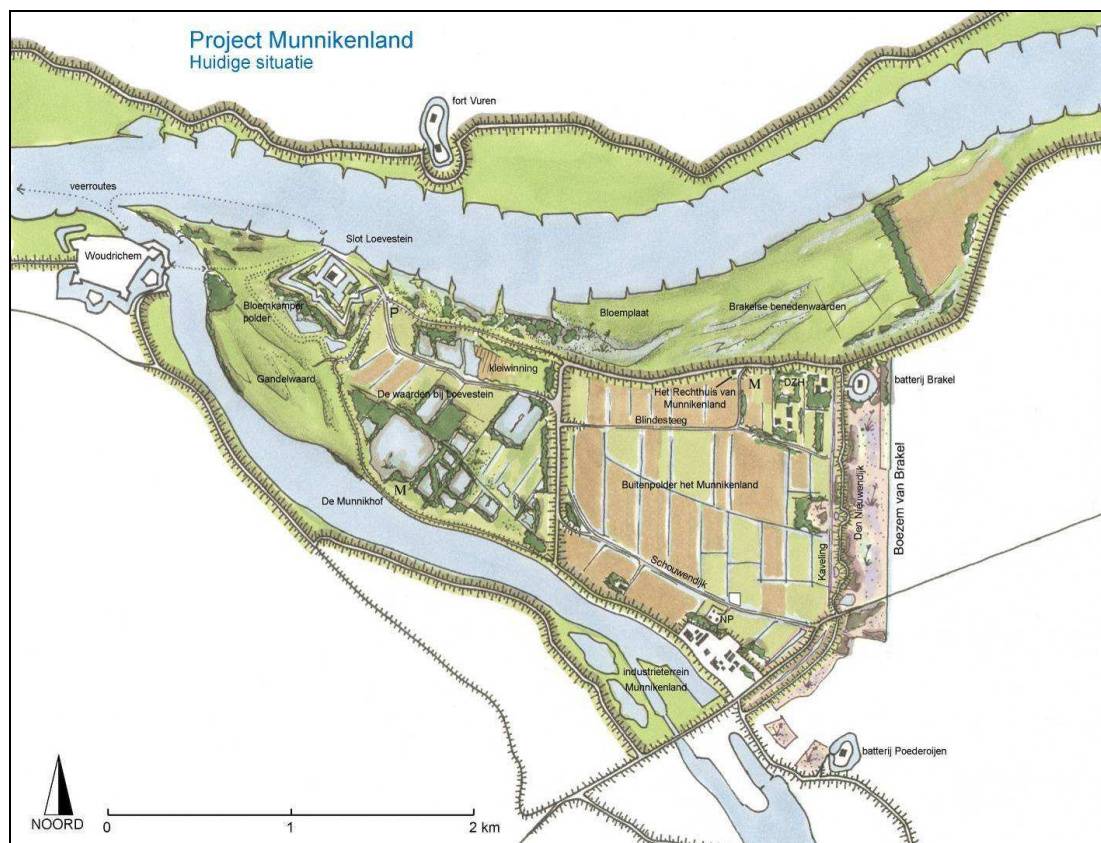 Project Munnikenland
Huidige situatie
fort Vuren
veerroutes
Slot Loevestein
Woudrichem
Bloemkamper
polder
P
Bloemplaat
Brakelse benedenwaarden
kleiwinning
Gandelwaard
De waarden bij Loevestein
Het Rechthuis van
Munnikenland
M
DZH
batterij Brakel
Blindesteeg
De Munnikhof
M
Buitenpolder het Munnikenland
Den Nieuwendijk
Boezem van Brakel
Kaveling
Schouwendijk
NP
industrieterrein
Munnikenland
batterij Poederoijen
NOORD
0 1 2 km